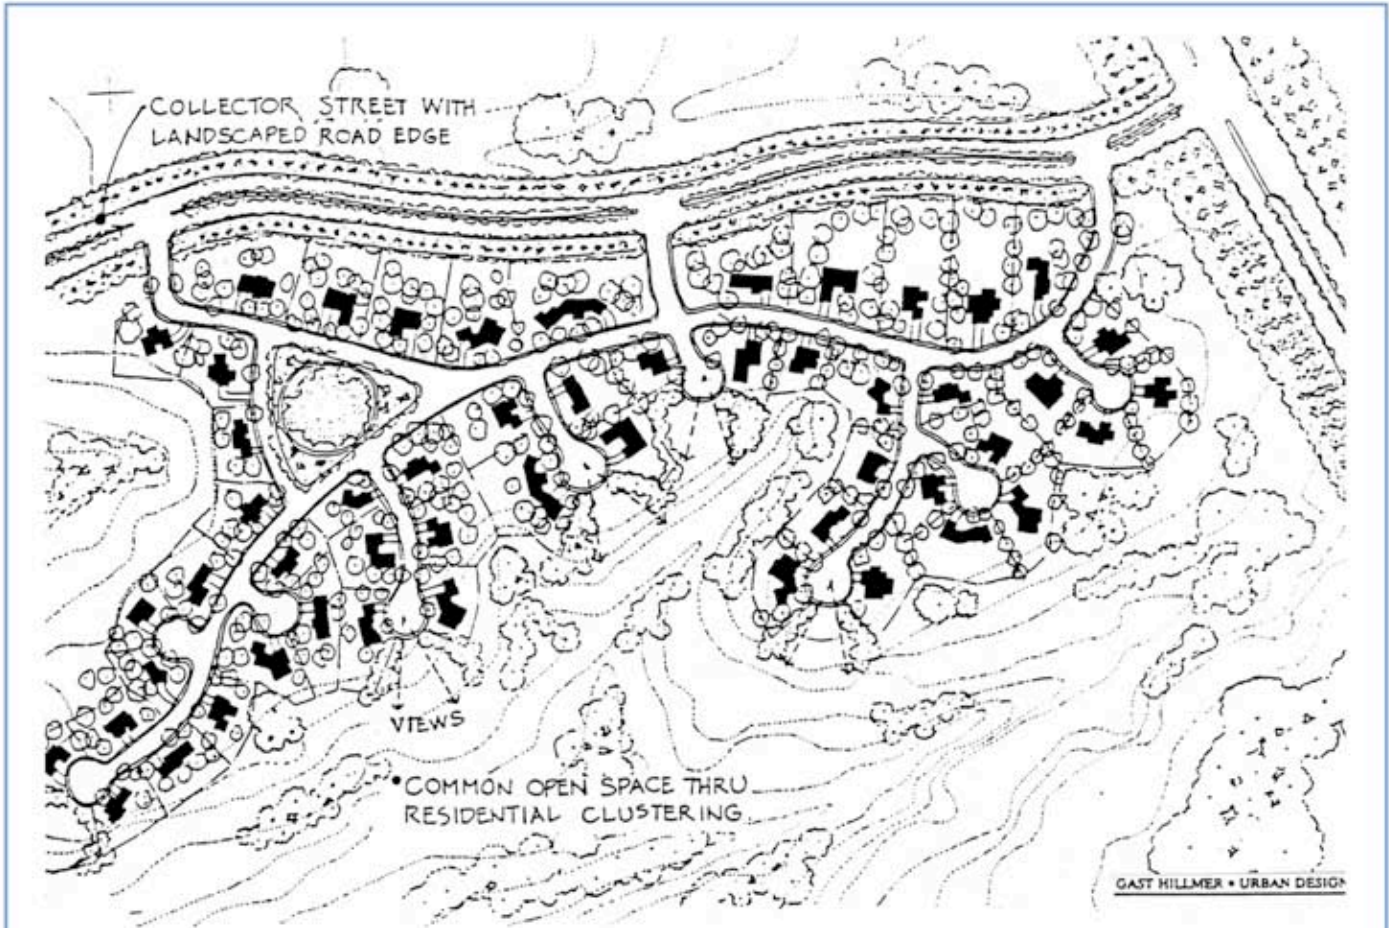 COLLECTOR STREET WITH
LANDSCAPED ROAD EDGE
VIEWS
COMMON OPEN SPACE THRU
RESIDENTIAL CLUSTERING
GAST HILLMER • URBAN DESIGN